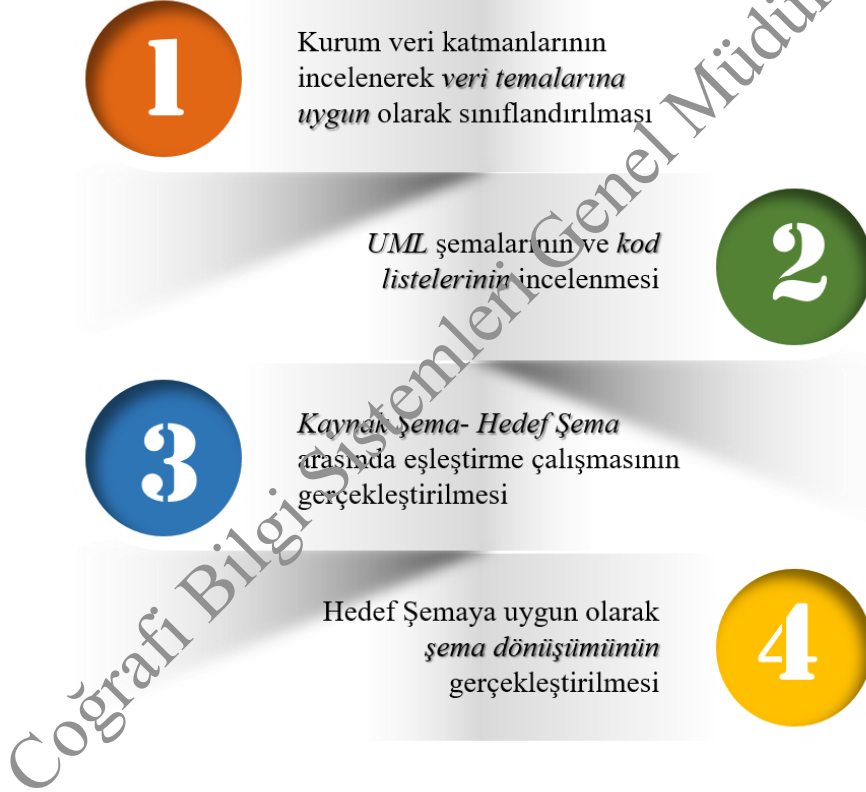 1
Kurum veri katmanlarının
incelenerek veri temalarına
uygun olarak sınıflandırılması
UML şemalarının ve kod
listelerinin incelenmesi
2
3
Kaynak Şema- Hedef Şema
arasında eşleştirme çalışmasının
gerçekleştirilmesi
Hedef Şemaya uygun olarak
şema dönüşümünün
gerçekleştirilmesi
4
Coğrafi Bilgi Sistemleri Genel